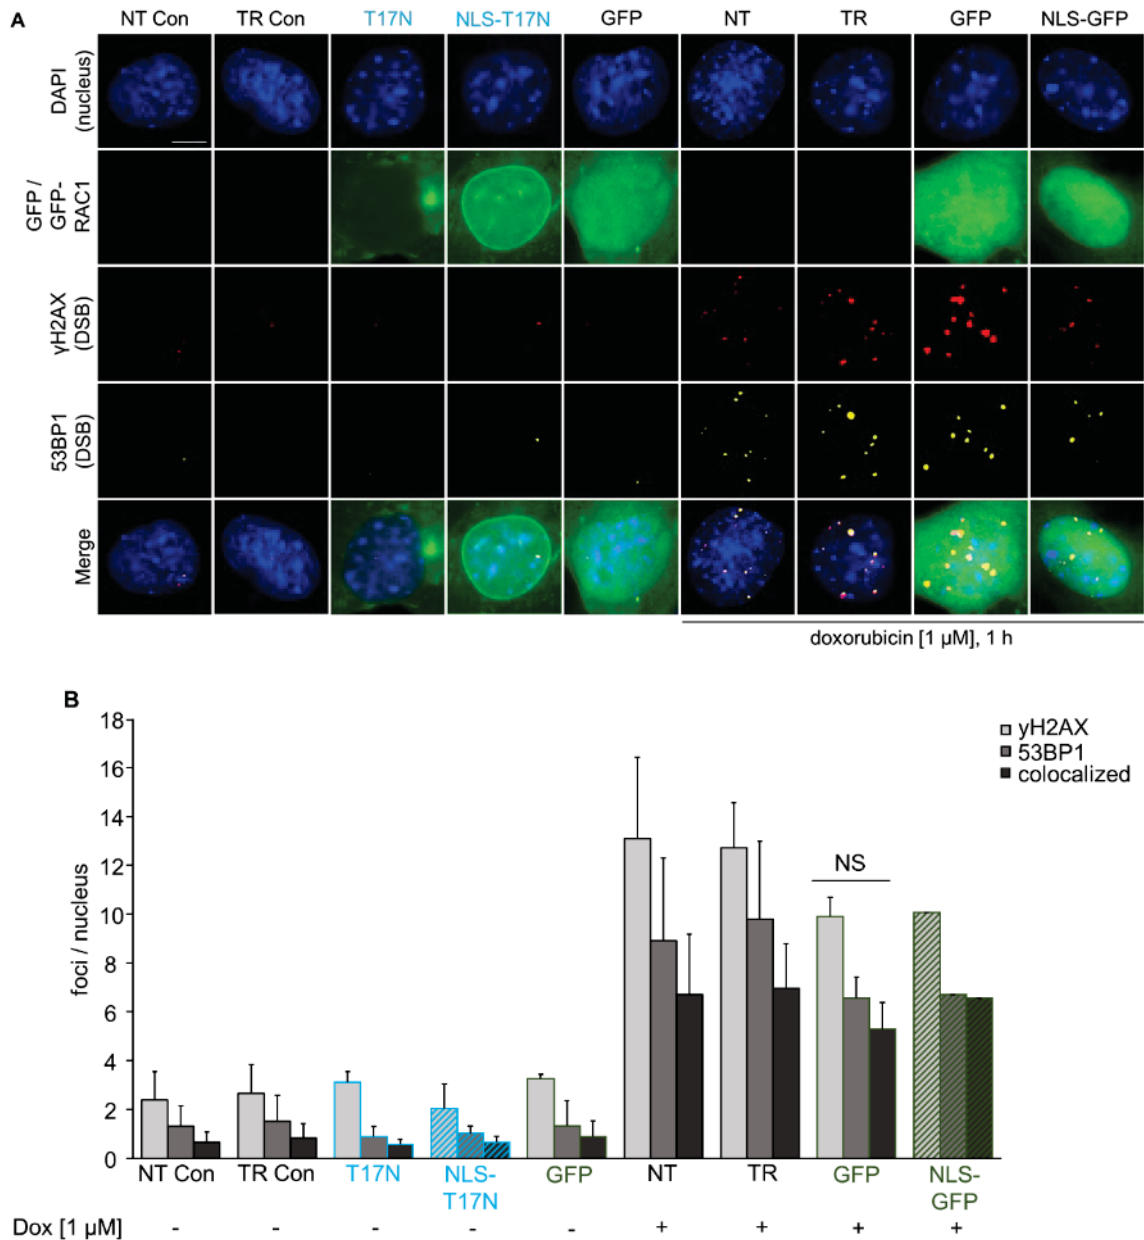 A
NT Con TR Con T17N NLS-T17N GFP NT TR GFP NLS-GFP
DAPI
(nucleus)
GFP /
GFP-
RAC1
yH2AX
(DSB)
53BP1
(DSB)
Merge
doxorubicin [1 µM], 1 h
B
foci / nucleus
18
16
14
12
10
8
6
4
2
0
yH2AX
53BP1
colocalized
NS
NT Con TR Con T17N NLS- GFP NT TR GFP NLS-
T17N GFP
Dox [1 µM] - - - - - + + + +